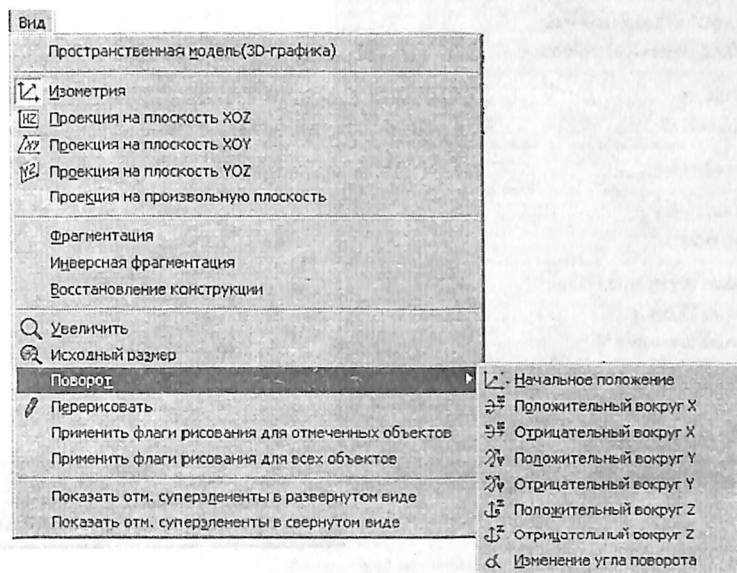 Вид
Пространственная модель(3D-графика)
Изометрия
Проекция на плоскость XOZ
Проекция на плоскость XOY
Проекция на плоскость YOZ
Проекция на произвольную плоскость
Фрагментация
Инверсная фрагментация
Восстановление конструкции
Увеличить
Исходный размер
Поворот
Перерисовать
Применить флаги рисования для отмеченных объектов
Применить флаги рисования для всех объектов
Показать отм. суперэлементы в развернутом виде
Показать отм. суперэлементы в свернутом виде
Начальное положение
Положительный вокруг X
Отрицательный вокруг X
Положительный вокруг Y
Отрицательный вокруг Y
Положительный вокруг Z
Отрицательный вокруг Z
Изменение угла поворота